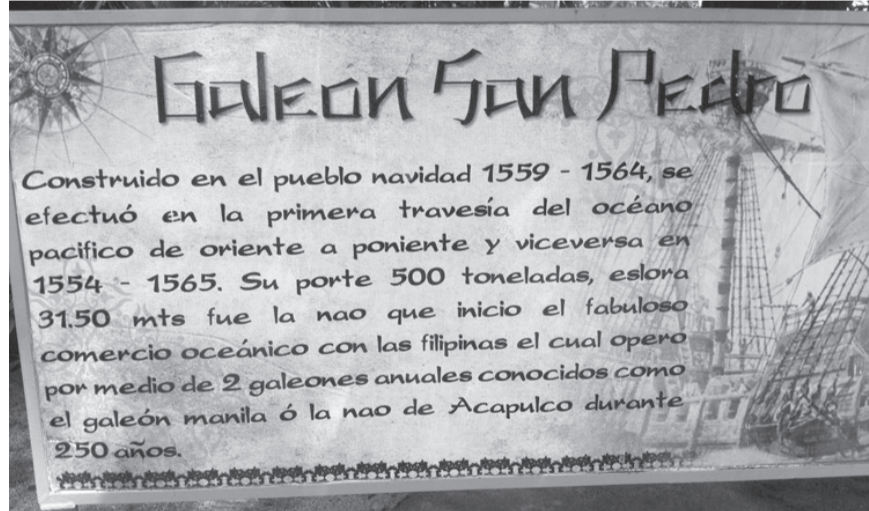 Galeon San Pedro
Construido en el pueblo navidad 1559 - 1564, se
efectuó en la primera travesía del océano
pacifico de oriente a poniente y viceversa en
1554 - 1565. Su porte 500 toneladas, eslora
31.50 mts fue la nao que inicio el fabuloso
comercio oceánico con las filipinas el cual opero
por medio de 2 galeones anuales conocidos como
el galeón manila ó la nao de Acapulco durante
250 años.